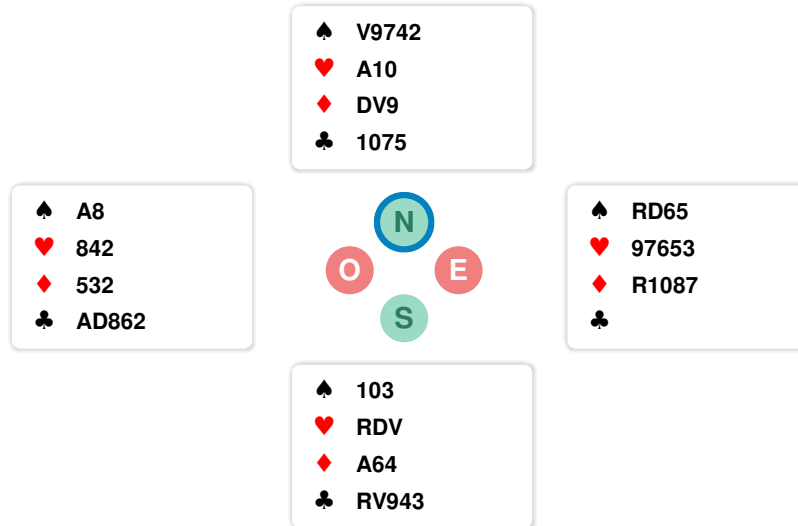 ♠ V9742
♥ A10
♦ DV9
♣ 1075
♠ A8
♥ 842
♦ 532
♣ AD862
N
O E
S
♠ RD65
♥ 97653
♦ R1087
♣
♠ 103
♥ RDV
♦ A64
♣ RV943